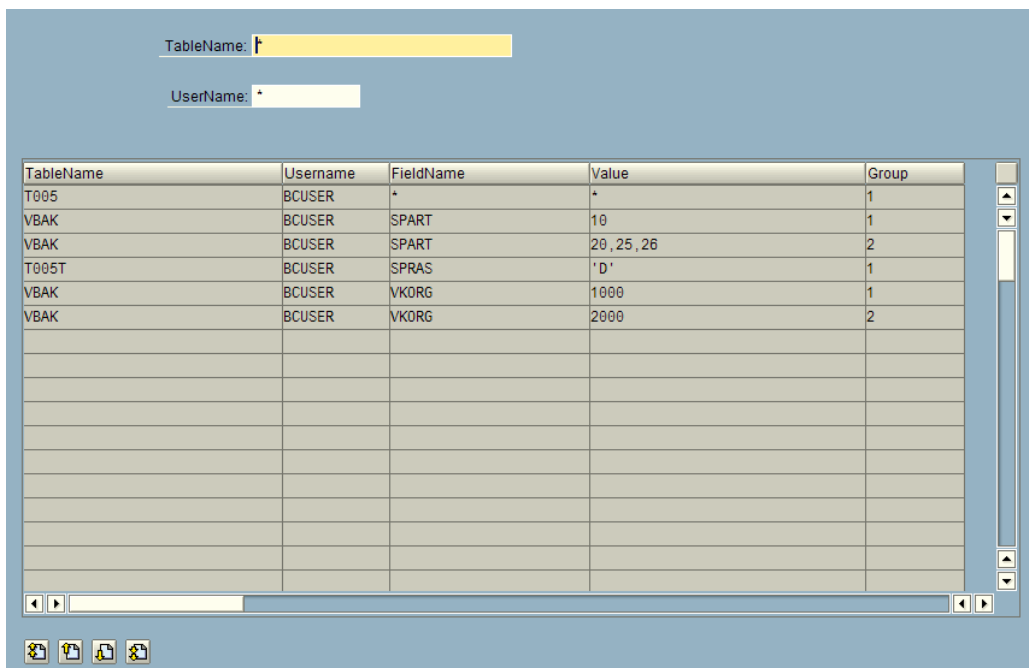 TableName: *
UserName: *
TableName Username FieldName Value Group
T005 BCUSER * * 1
VBAK BCUSER SPART 10 1
VBAK BCUSER SPART 20,25,26 2
T005T BCUSER SPRAS 'D' 1
VBAK BCUSER VKORG 1000 1
VBAK BCUSER VKORG 2000 2